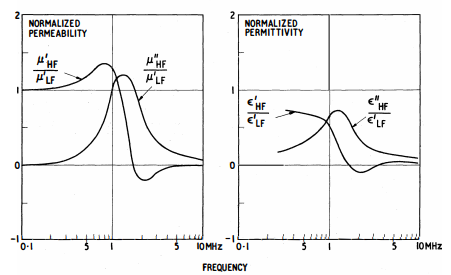 NORMALIZED
PERMEABILITY
μ'HF
μ'LF
μ"HF
μ'LF
2
1
0
-1
0·1
5
1
5
10MHz
NORMALIZED
PERMITTIVITY
ϵ'HF
ϵ'LF
ϵ"HF
ϵ'LF
2
1
0
-1
0·1
5
1
5
10MHz
FREQUENCY